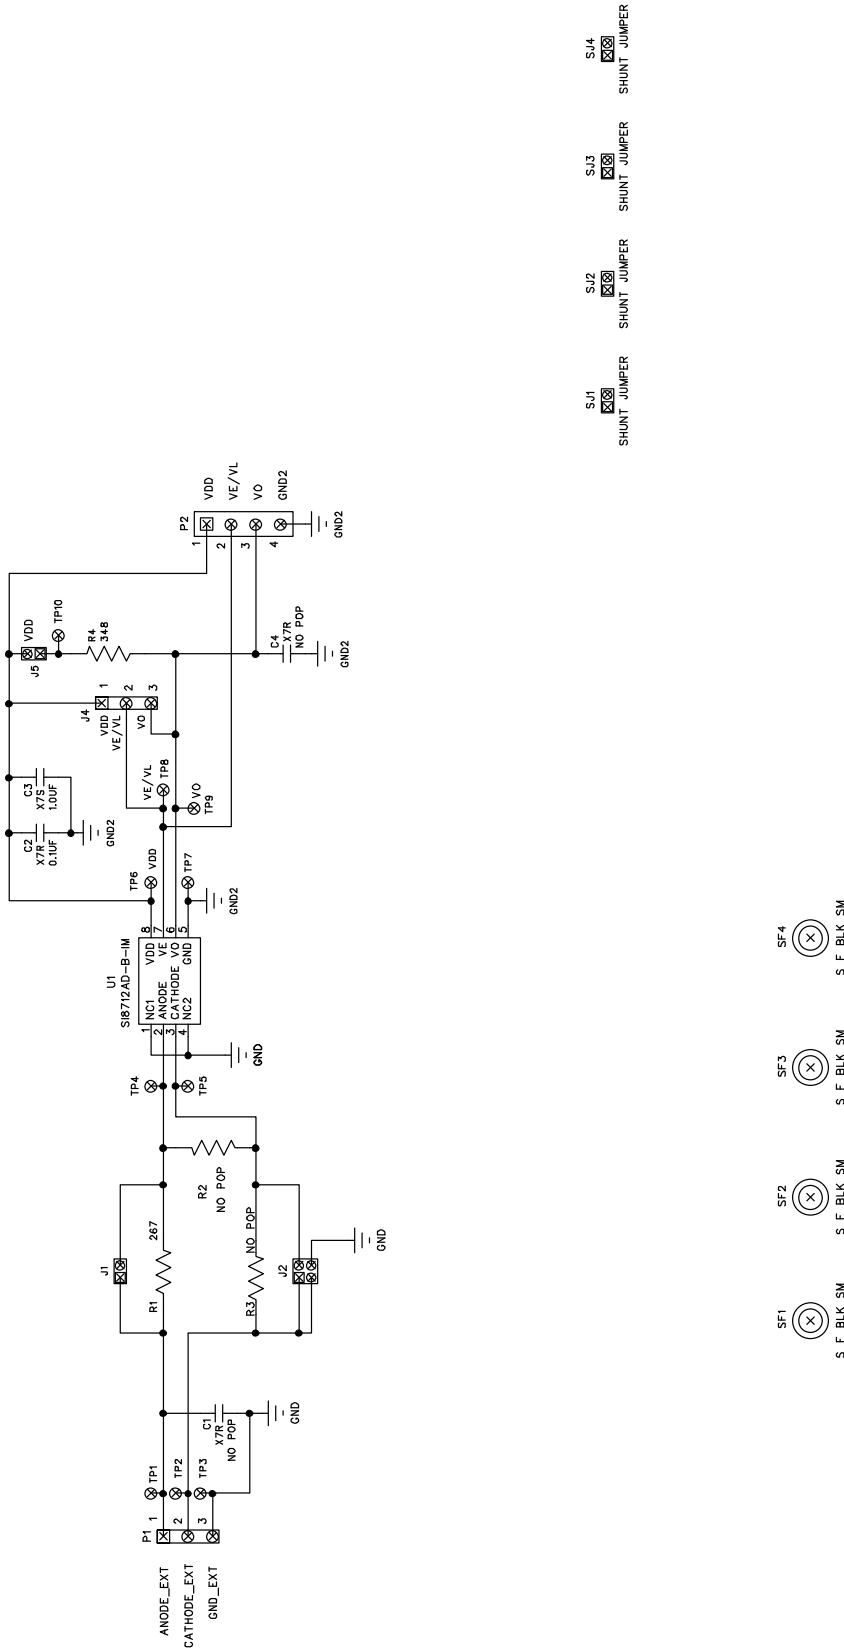 ANODE_EXT
CATHODE_EXT
GND_EXT
P1
1
2
3
TP1
TP2
TP3
C1
X7R
NO POP
GND
J1
R1
267
R2
NO POP
R3
NO POP
J2
GND
TP4
TP5
GND
U1
SI8712AD-B-IM
1
2
3
4
NC1
ANODE
CATHODE
NC2
VDD
VE
VO
GND
8
7
6
5
TP6
VDD
TP7
GND2
C2
X7R
0.1UF
C3
X7S
1.0UF
GND2
VE/VL
TP8
TP9
VO
J4
VDD
VE/VL
VO
1
2
3
J5
VDD
TP10
R4
348
C4
X7R
NO POP
GND2
P2
1
2
3
4
VDD
VE/VL
VO
GND2
GND2
SJ1
SHUNT JUMPER
SJ2
SHUNT JUMPER
SJ3
SHUNT JUMPER
SJ4
SHUNT JUMPER
SF1
S F BLK SM
SF2
S F BLK SM
SF3
S F BLK SM
SF4
S F BLK SM